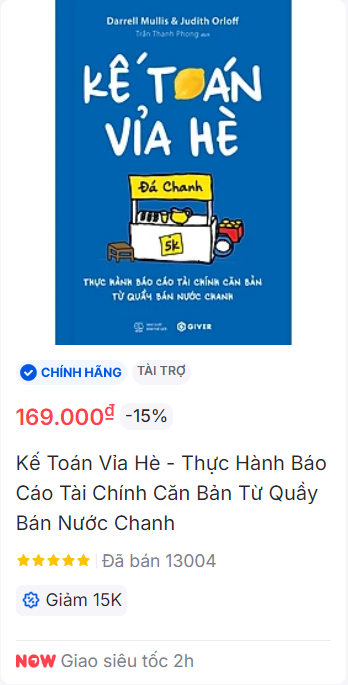 Darrell Mullis & Judith Orloff
Trần Thanh Phong dịch
KẾ TOÁN
VỈA HÈ
Đá Chanh
5k
THỰC HÀNH BÁO CÁO TÀI CHÍNH CĂN BẢN
TỪ QUẦY BÁN NƯỚC CHANH
GIVER
CHÍNH HÃNG
TÀI TRỢ
169.000₫ -15%
Kế Toán Vỉa Hè - Thực Hành Báo
Cáo Tài Chính Căn Bản Từ Quầy
Bán Nước Chanh
Đã bán 13004
Giảm 15K
NOW Giao siêu tốc 2h